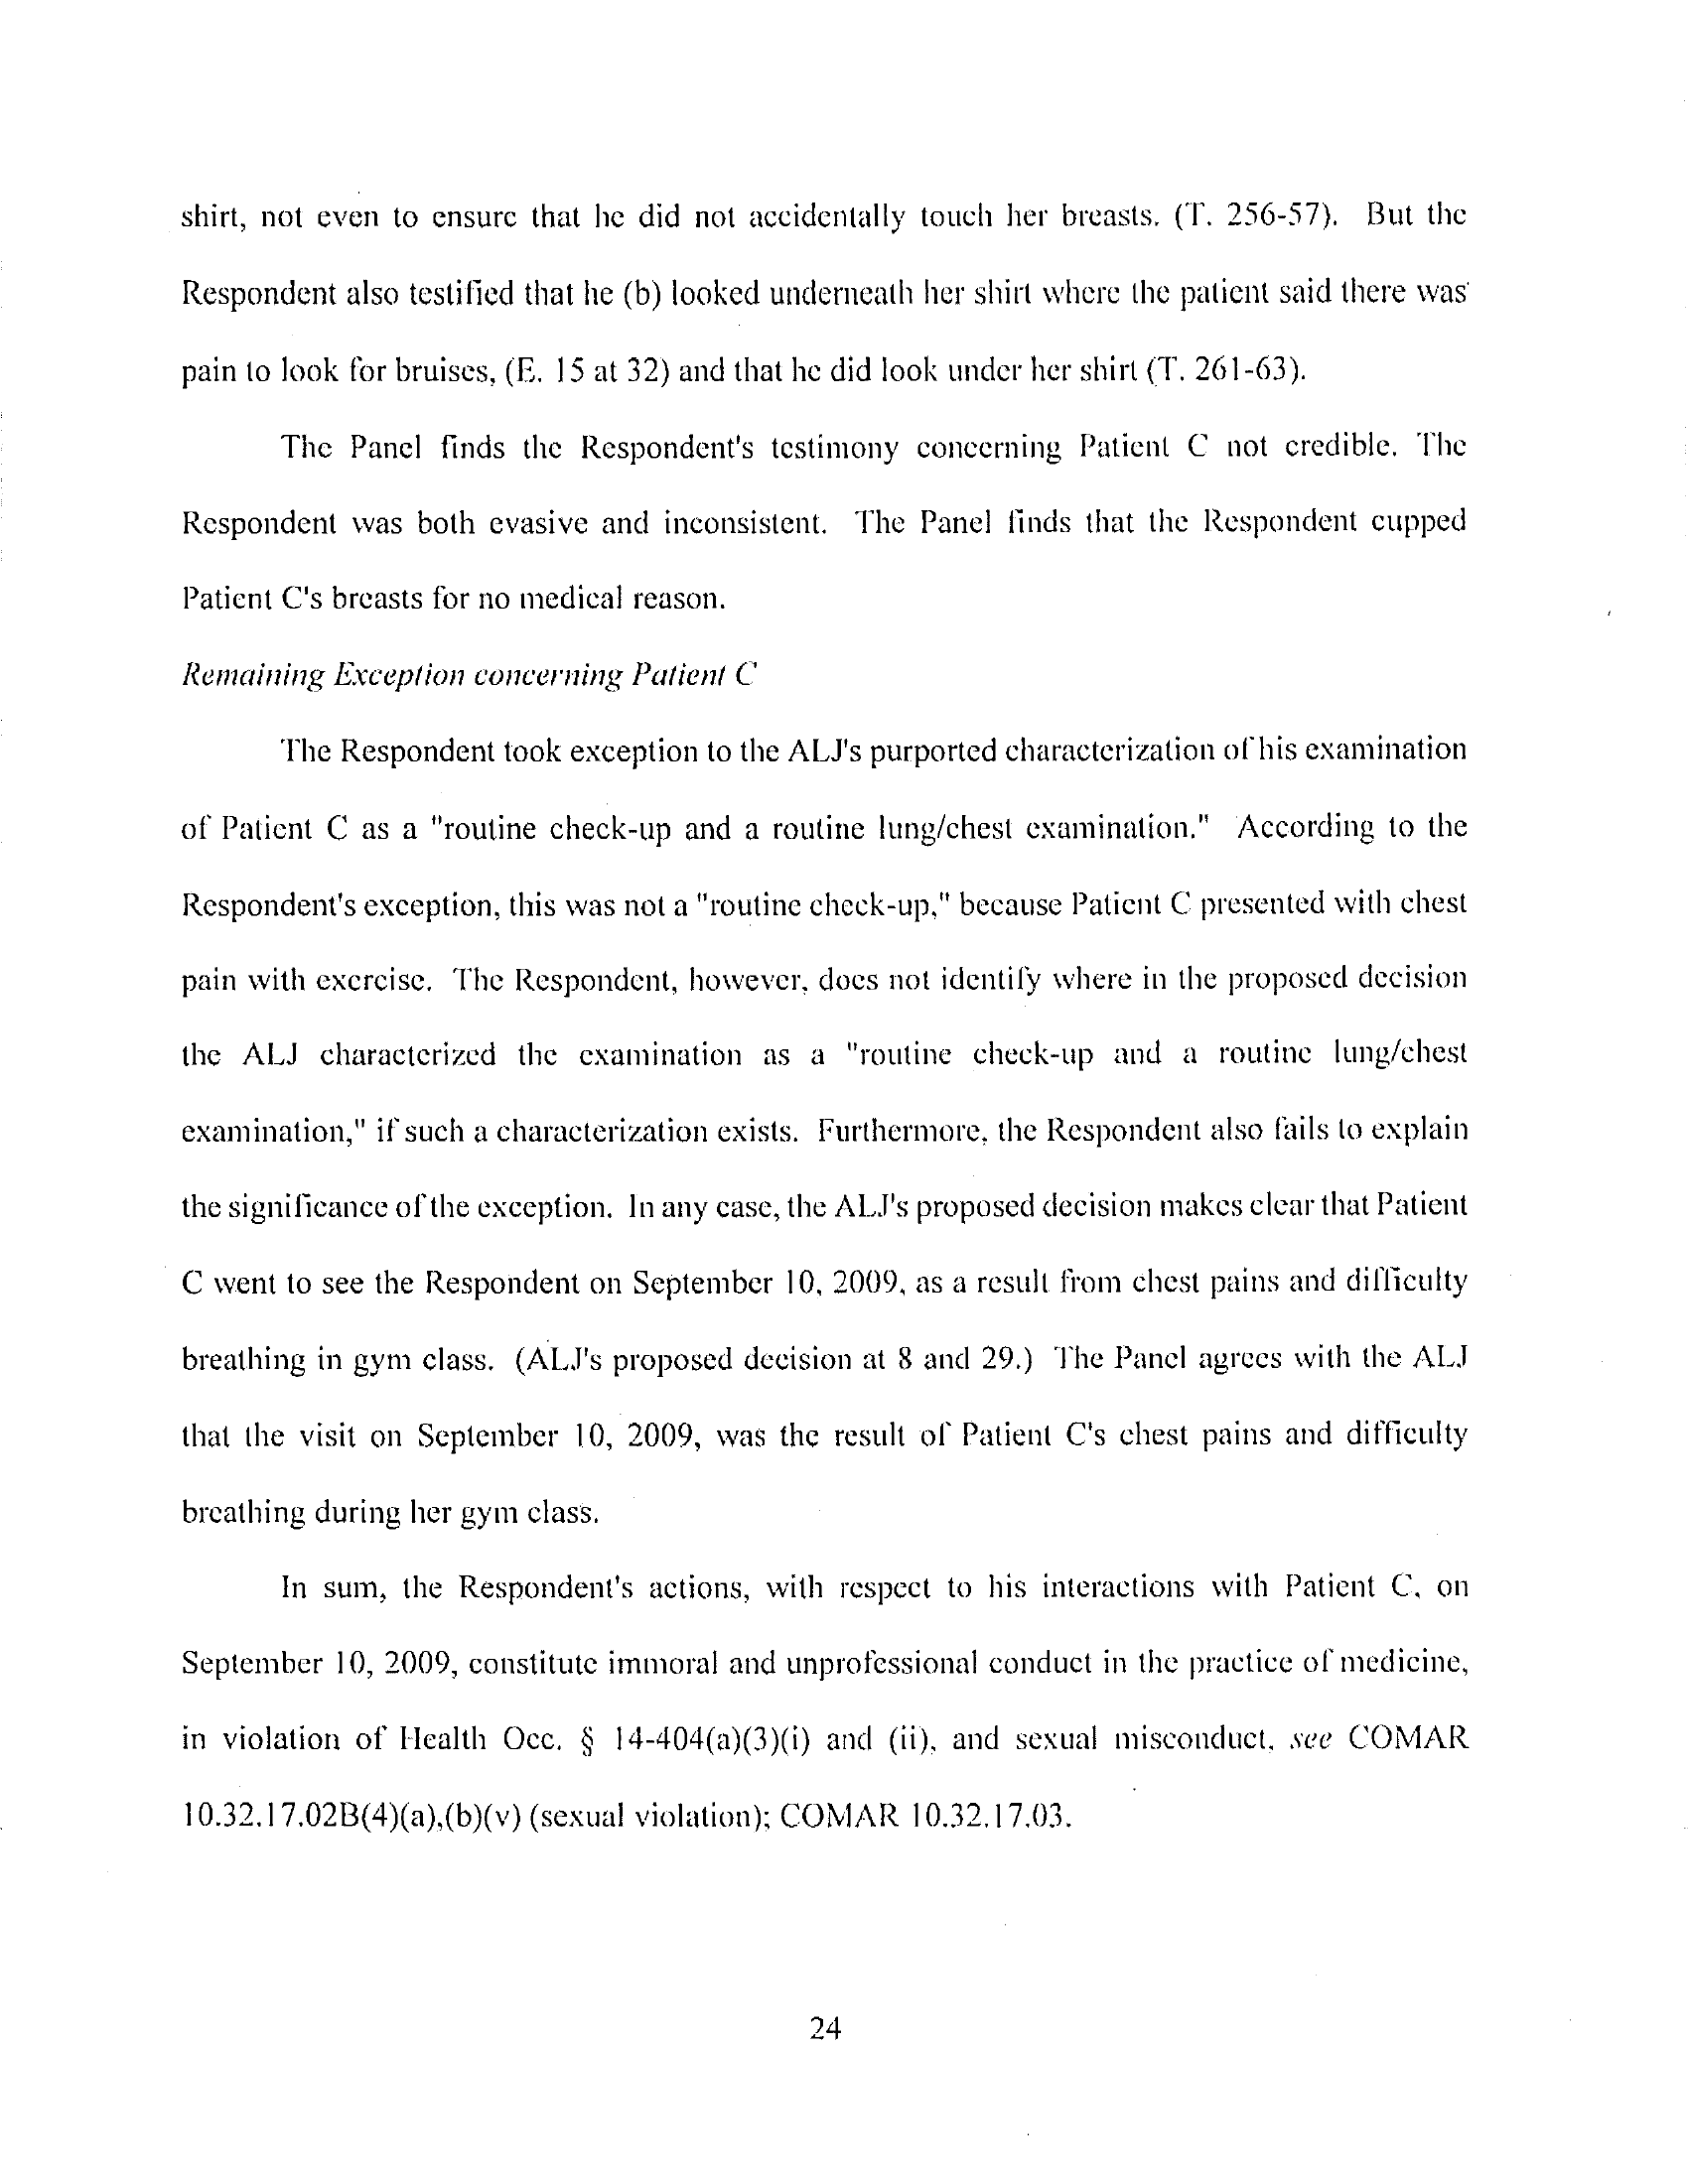 shirt, not even to ensure that he did not accidentally touch her breasts. (T. 256-57). But the
Respondent also testified that he (b) looked underneath her shirt where the patient said there was
pain to look for bruises, (E. 15 at 32) and that he did look under her shirt (T. 261-63).
The Panel finds the Respondent's testimony concerning Patient C not credible. The
Respondent was both evasive and inconsistent. The Panel finds that the Respondent cupped
Patient C's breasts for no medical reason.
Remaining Exception concerning Patient C
The Respondent took exception to the ALJ's purported characterization of his examination
of Patient C as a "routine check-up and a routine lung/chest examination." According to the
Respondent's exception, this was not a "routine check-up," because Patient C presented with chest
pain with exercise. The Respondent, however, does not identify where in the proposed decision
the ALJ characterized the examination as a "routine check-up and a routine lung/chest
examination," if such a characterization exists. Furthermore, the Respondent also fails to explain
the significance of the exception. In any case, the ALJ's proposed decision makes clear that Patient
C went to see the Respondent on September 10, 2009, as a result from chest pains and difficulty
breathing in gym class. (ALJ's proposed decision at 8 and 29.) The Panel agrees with the ALJ
that the visit on September 10, 2009, was the result of Patient C's chest pains and difficulty
breathing during her gym class.
In sum, the Respondent's actions, with respect to his interactions with Patient C, on
September 10, 2009, constitute immoral and unprofessional conduct in the practice of medicine,
in violation of Health Occ. § 14-404(a)(3)(i) and (ii), and sexual misconduct, see COMAR
10.32.17.02B(4)(a),(b)(v) (sexual violation); COMAR 10.32.17.03.
24